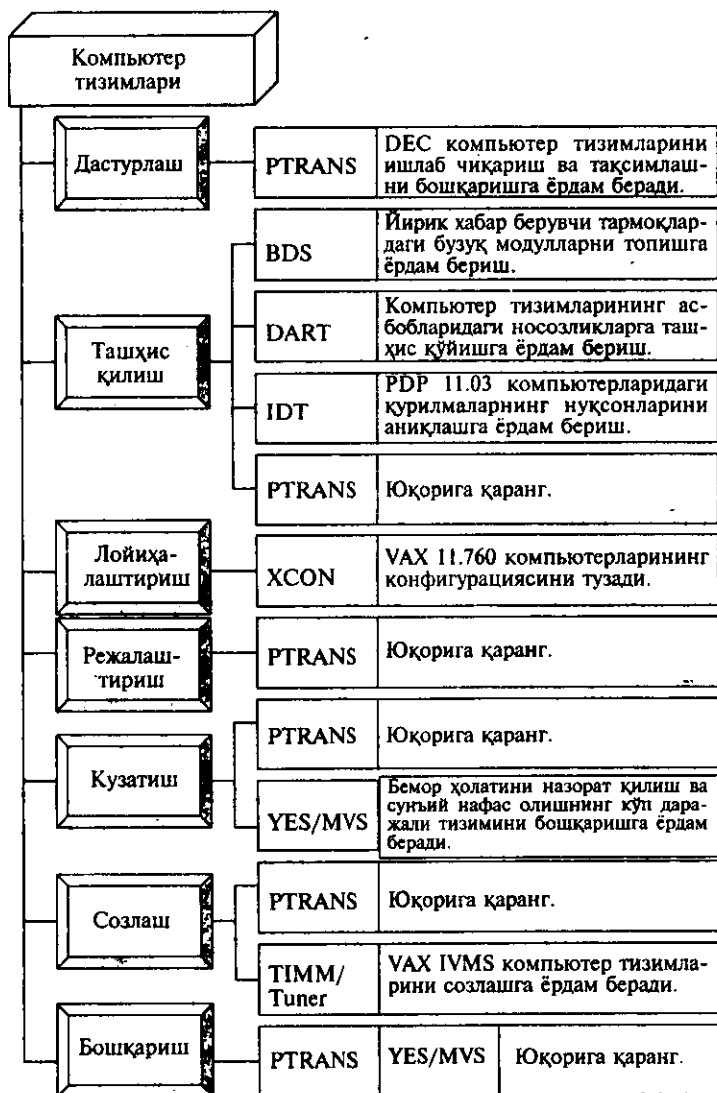 Компьютер
тизимлари
Дастурлаш
PTRANS
DEC компьютер тизимларини
ишлаб чиқариш ва тақсимлаш-
ни бошқаришга ёрдам беради.
Ташҳис
қилиш
BDS
Йирик хабар берувчи тармоқлар-
даги бузуқ модулларни топишга
ёрдам бериш.
DART
Компьютер тизимларининг ас-
бобларидаги носозликларга таш-
ҳис қўйишга ёрдам бериш.
IDT
PDP 11.03 компьютерларидаги
қурилмаларнинг нуқсонларини
аниқлашга ёрдам бериш.
PTRANS
Юқорига қаранг.
Лойиҳа-
лаштириш
XCON
VAX 11.760 компьютерларининг
конфигурациясини тузади.
Режалаш-
тириш
PTRANS
Юқорига қаранг.
Кузатиш
PTRANS
Юқорига қаранг.
YES/MVS
Бемор ҳолатини назорат қилиш ва
сунъий нафас олишнинг кўп дара-
жали тизимини бошқаришга ёрдам
беради.
Созлаш
PTRANS
Юқорига қаранг.
TIMM/
Tuner
VAX IVMS компьютер тизимла-
рини созлашга ёрдам беради.
Бошқариш
PTRANS
YES/MVS
Юқорига қаранг.